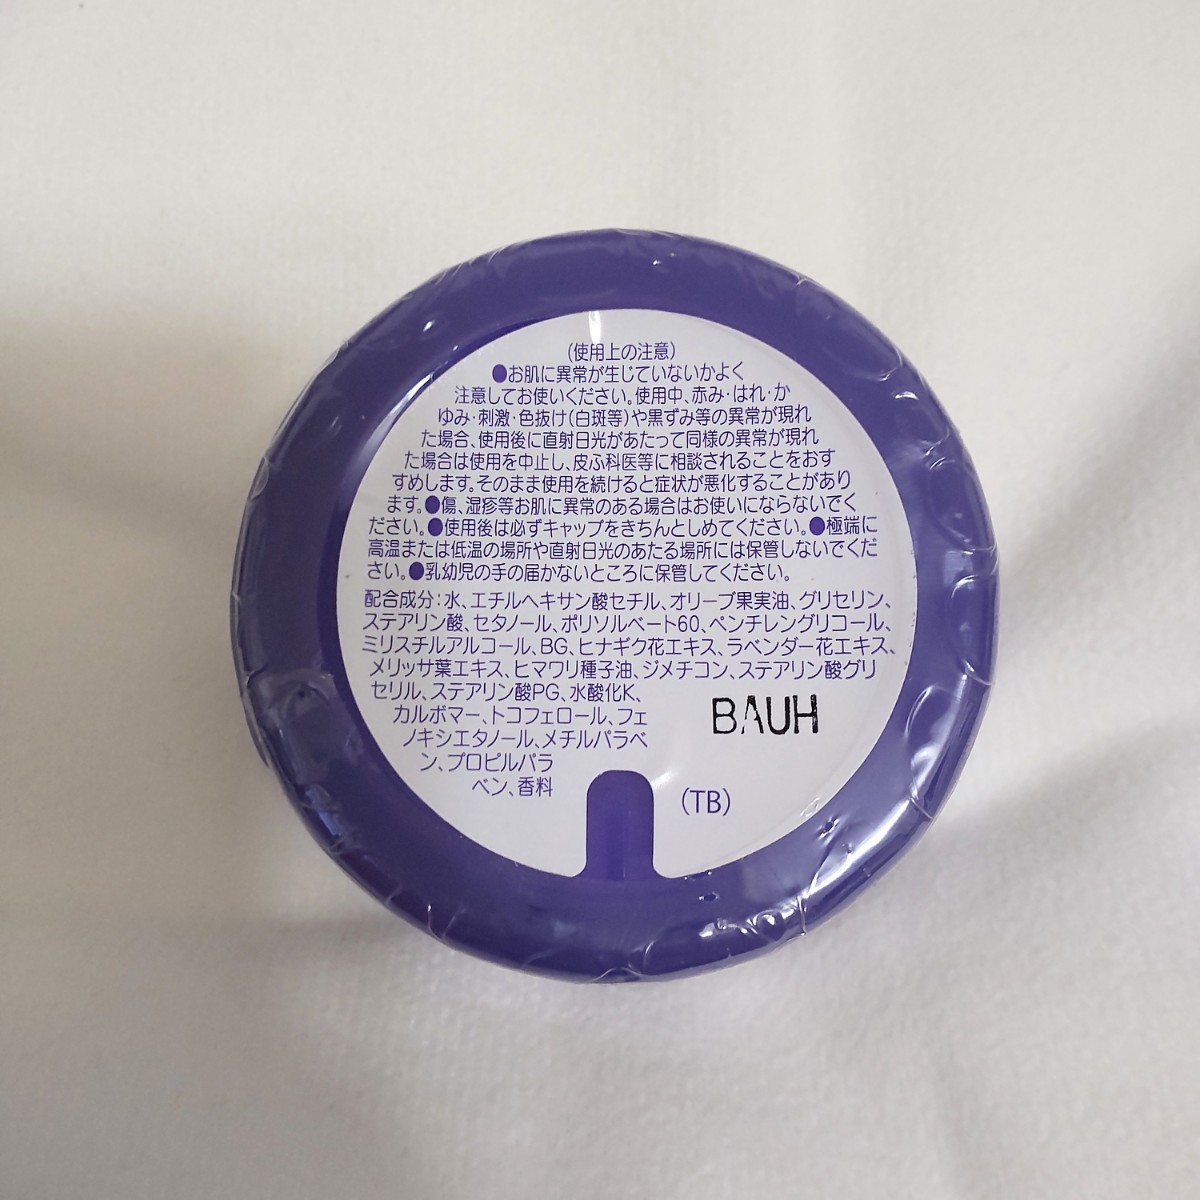 (使用上の注意)
●お肌に異常が生じていないかよく
注意してお使いください。使用中、赤み・はれ・か
ゆみ・刺激・色抜け(白斑等)や黒ずみ等の異常が現れ
た場合、使用後に直射日光があたって同様の異常が現れ
た場合は使用を中止し、皮ふ科医等に相談されることをおす
すめします。そのまま使用を続けると症状が悪化することがあり
ます。●傷、湿疹等お肌に異常のある場合はお使いにならないでく
ださい。●使用後は必ずキャップをきちんとしめてください。●極端に
高温または低温の場所や直射日光のあたる場所には保管しないでくだ
さい。●乳幼児の手の届かないところに保管してください。
配合成分:水、エチルヘキサン酸セチル、オリーブ果実油、グリセリン、
ステアリン酸、セタノール、ポリソルベート60、ペンチレングリコール、
ミリスチルアルコール、BG、ヒナギク花エキス、ラベンダー花エキス、
メリッサ葉エキス、ヒマワリ種子油、ジメチコン、ステアリン酸グリ
セリル、ステアリン酸PG、水酸化K、
カルボマー、トコフェロール、フェ
ノキシエタノール、メチルパラベ
ン、プロピルパラ
ベン、香料
BAUH
(TB)